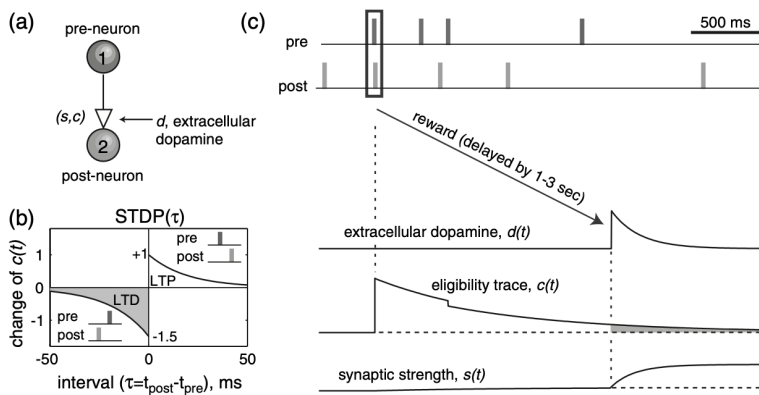 (a)
pre-neuron
1
(s,c)
d, extracellular
dopamine
2
post-neuron
(b)
STDP(τ)
change of c(t)
1
0
-1
+1
pre
post
LTP
LTD
pre
post
-1.5
-50
0
50
interval (τ=tpost-tpre), ms
(c)
500 ms
pre
post
reward (delayed by 1-3 sec)
extracellular dopamine, d(t)
eligibility trace, c(t)
synaptic strength, s(t)